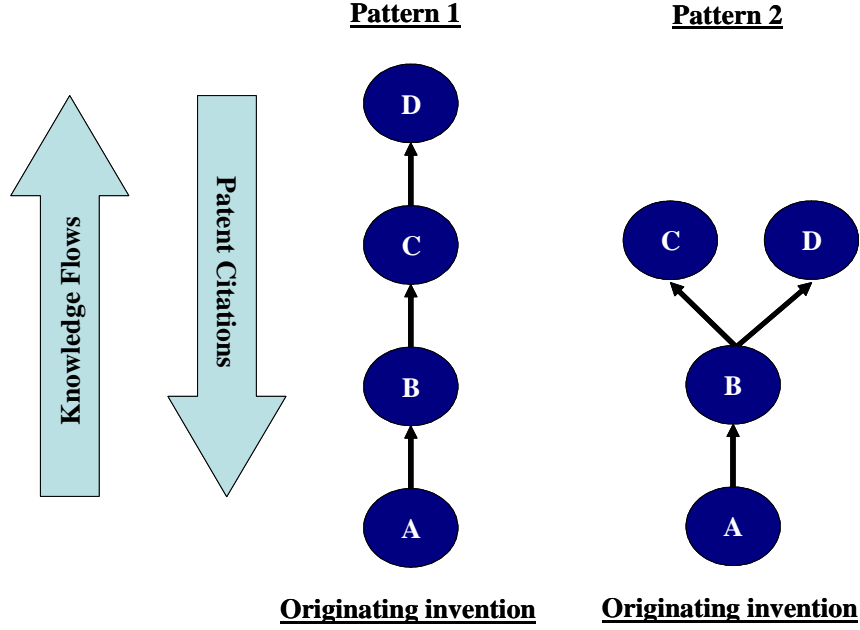 Pattern 1
Pattern 2
Knowledge Flows
Patent Citations
D
C
B
A
C
D
B
A
Originating invention
Originating invention